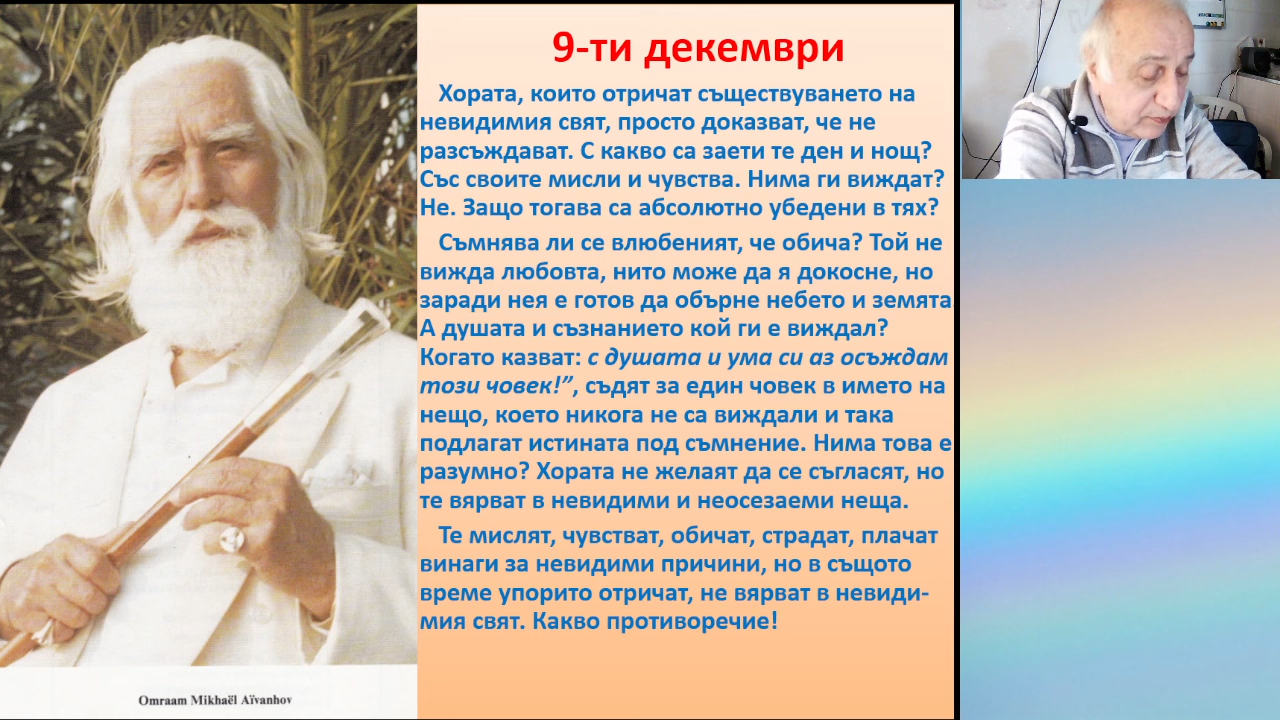 9-ти декември
Хората, които отричат съществуването на
невидимия свят, просто доказват, че не
разсъждават. С какво са заети те ден и нощ?
Със своите мисли и чувства. Нима ги виждат?
Не. Защо тогава са абсолютно убедени в тях?
Съмнява ли се влюбеният, че обича? Той не
вижда любовта, нито може да я докосне, но
заради нея е готов да обърне небето и земята
А душата и съзнанието кой ги е виждал?
Когато казват: с душата и ума си аз осъждам
този човек!”, съдят за един човек в името на
нещо, което никога не са виждали и така
подлагат истината под съмнение. Нима това е
разумно? Хората не желаят да се съгласят, но
те вярват в невидими и неосезаеми неща.
Те мислят, чувстват, обичат, страдат, плачат
винаги за невидими причини, но в същото
време упорито отричат, не вярват в невиди-
мия свят. Какво противоречие!
Omraam Mikhaël Aïvanhov